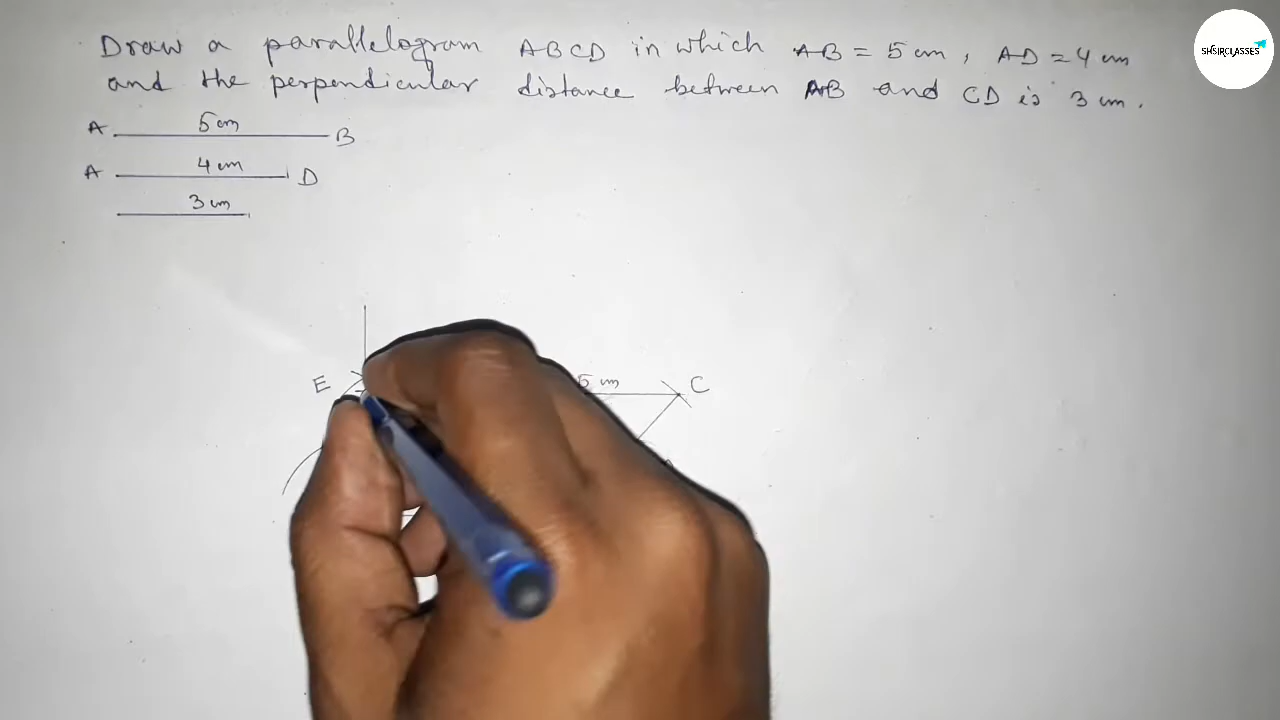 Draw a parallelogram ABCD in which AB = 5 cm, AD = 4 cm
and the perpendicular distance between AB and CD is 3 cm.
A 5 cm B
A 4 cm D
3 cm
E 5 cm C
SHSIRCLASSES